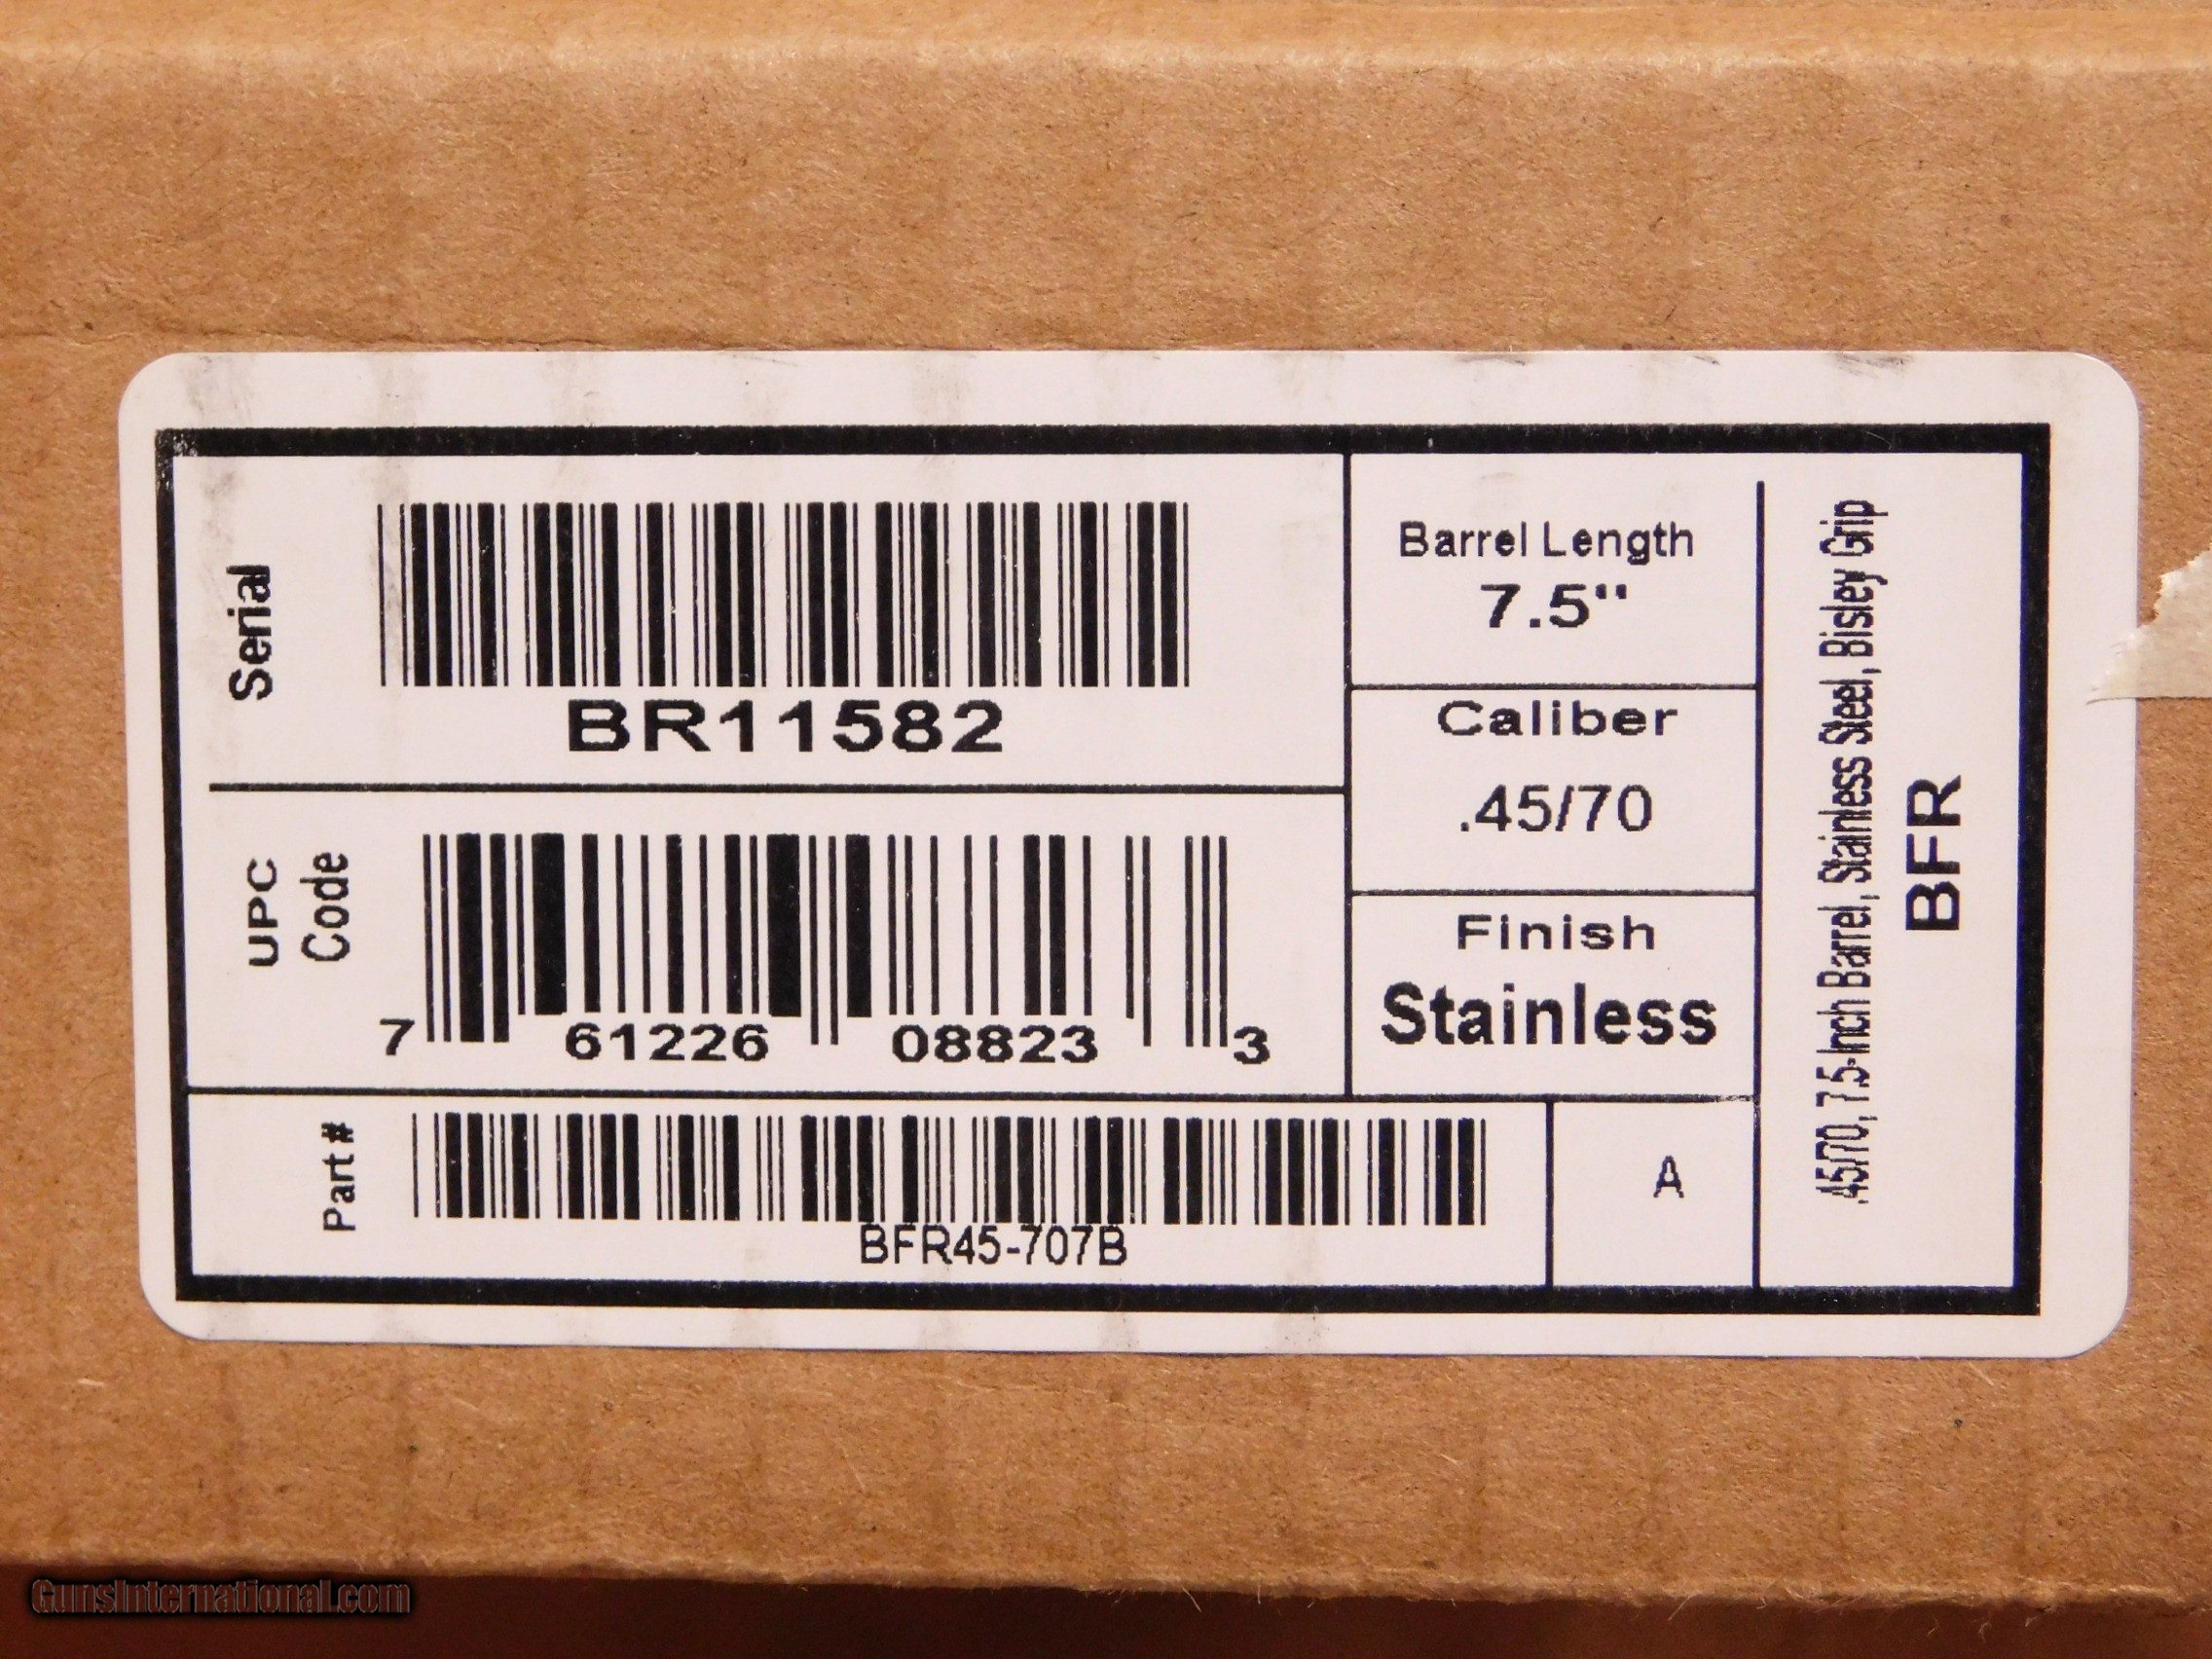 Serial
BR11582
UPC
Code
7 61226 08823 3
Part #
BFR45-707B
Barrel Length
7.5"
Caliber
.45/70
Finish
Stainless
A
.45/70, 7.5-Inch Barrel, Stainless Steel, Bisley Grip
BFR
GunsInternational.com